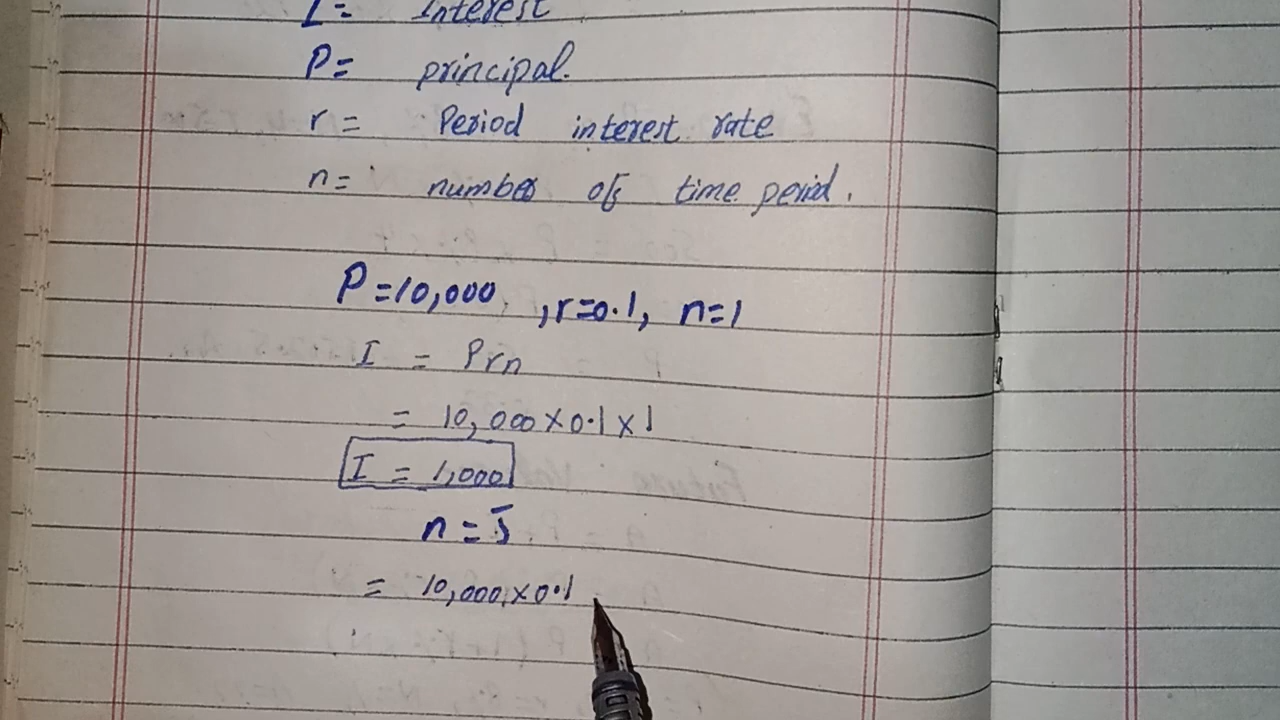 I = Interest
P = principal.
r = Period interest rate
n = number of time period.
P=10,000, r=0.1, n=1
I = Prn
= 10,000×0.1×1
I = 1,000
n = 5
= 10,000×0.1